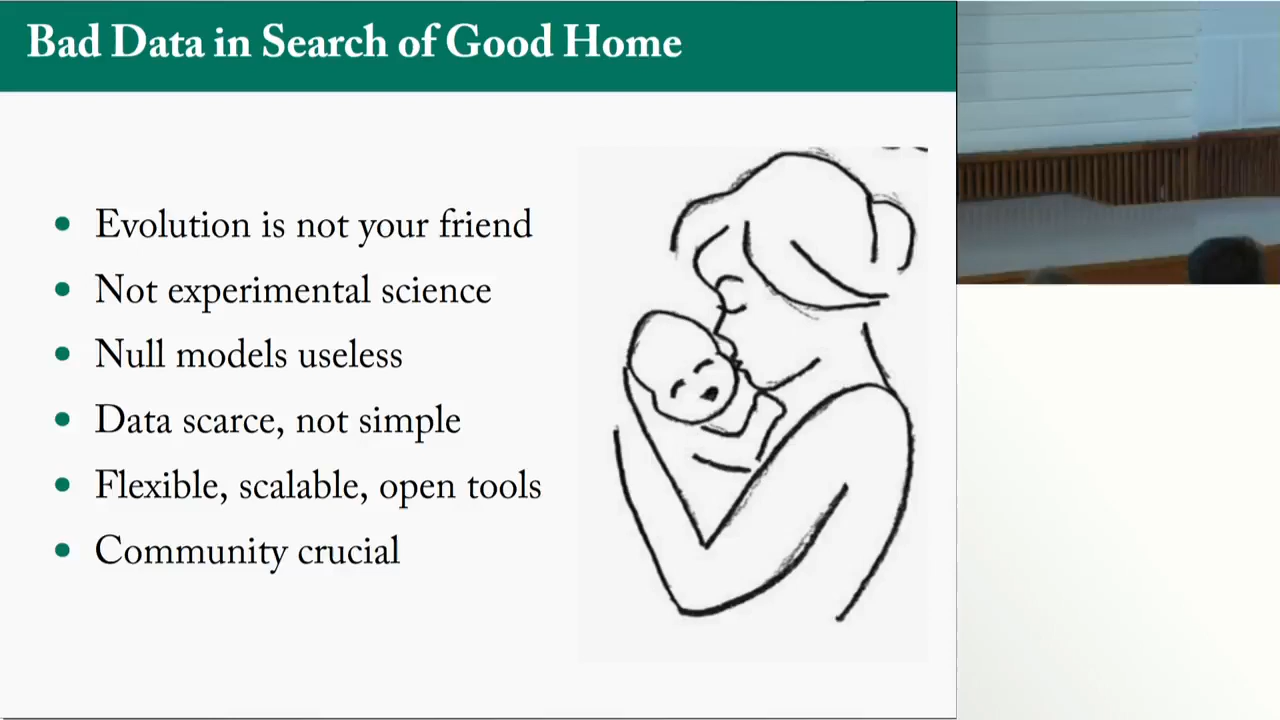 Bad Data in Search of Good Home
Evolution is not your friend
Not experimental science
Null models useless
Data scarce, not simple
Flexible, scalable, open tools
Community crucial